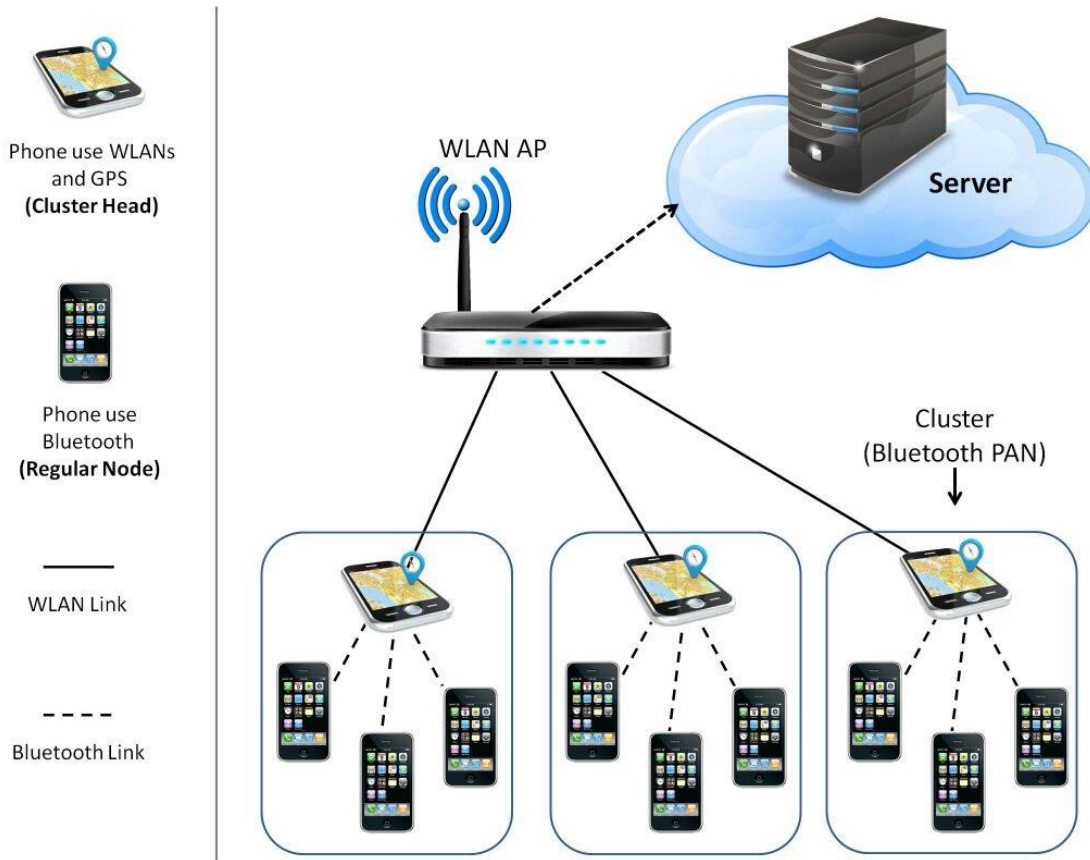 Phone use WLANs
and GPS
(Cluster Head)
Phone use
Bluetooth
(Regular Node)
WLAN Link
Bluetooth Link
WLAN AP
Server
Cluster
(Bluetooth PAN)